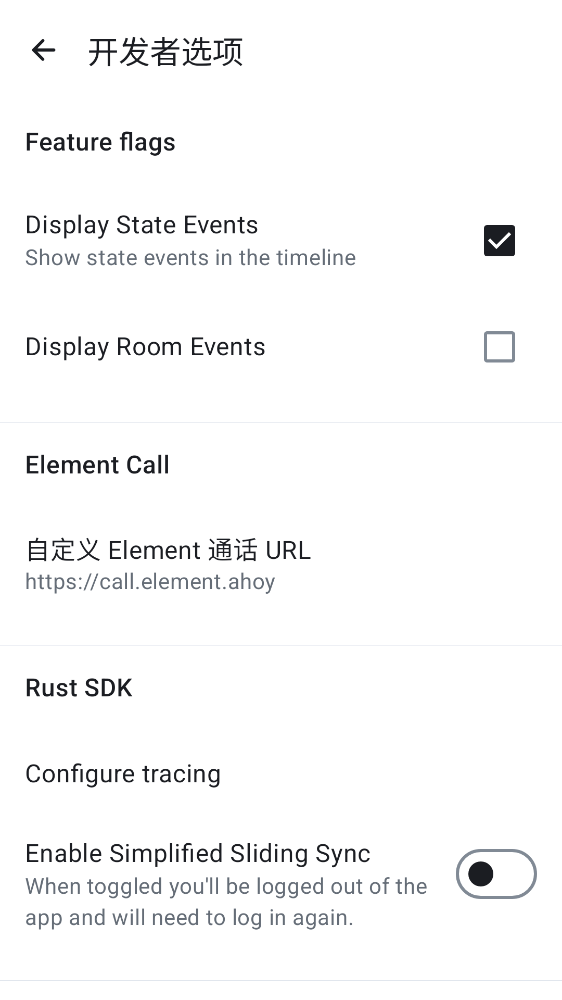 开发者选项
Feature flags
Display State Events
Show state events in the timeline
Display Room Events
Element Call
自定义 Element 通话 URL
https://call.element.ahoy
Rust SDK
Configure tracing
Enable Simplified Sliding Sync
When toggled you'll be logged out of the
app and will need to log in again.